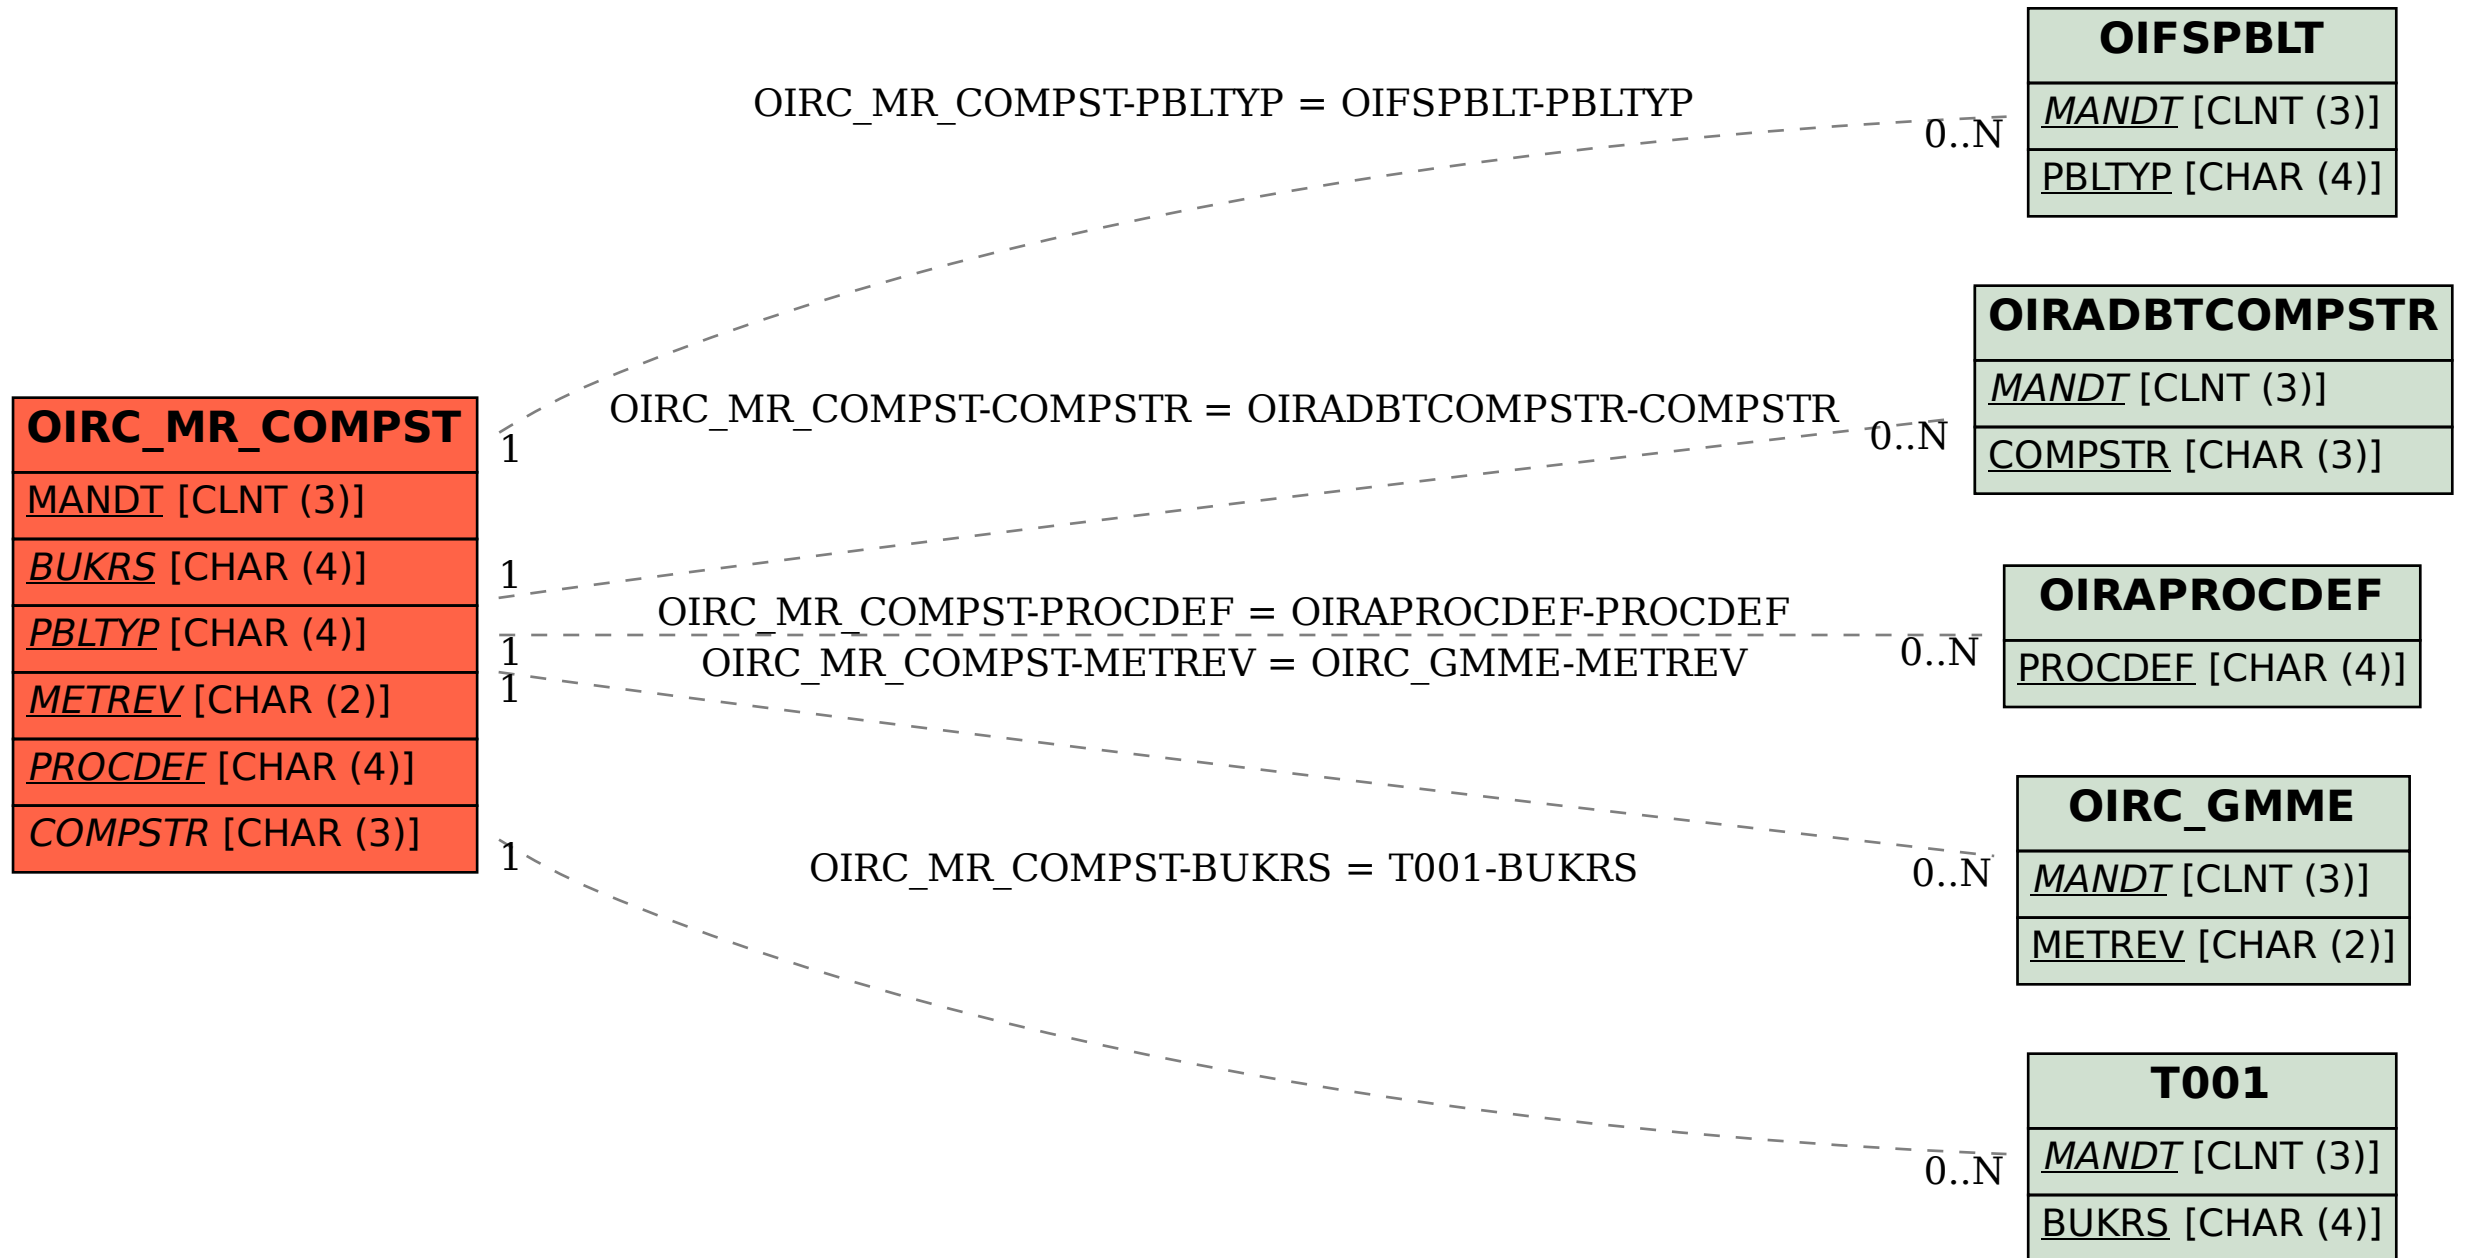 OIRC_MR_COMPST
MANDT [CLNT (3)]
BUKRS [CHAR (4)]
PBLTYP [CHAR (4)]
METREV [CHAR (2)]
PROCDEF [CHAR (4)]
COMPSTR [CHAR (3)]
OIRC_MR_COMPST-PBLTYP = OIFSPBLT-PBLTYP
1
0..N
OIRC_MR_COMPST-COMPSTR = OIRADBTCOMPSTR-COMPSTR
1
0..N
OIRC_MR_COMPST-PROCDEF = OIRAPROCDEF-PROCDEF
1
0..N
OIRC_MR_COMPST-METREV = OIRC_GMME-METREV
1
0..N
OIRC_MR_COMPST-BUKRS = T001-BUKRS
1
0..N
OIFSPBLT
MANDT [CLNT (3)]
PBLTYP [CHAR (4)]
OIRADBTCOMPSTR
MANDT [CLNT (3)]
COMPSTR [CHAR (3)]
OIRAPROCDEF
PROCDEF [CHAR (4)]
OIRC_GMME
MANDT [CLNT (3)]
METREV [CHAR (2)]
T001
MANDT [CLNT (3)]
BUKRS [CHAR (4)]